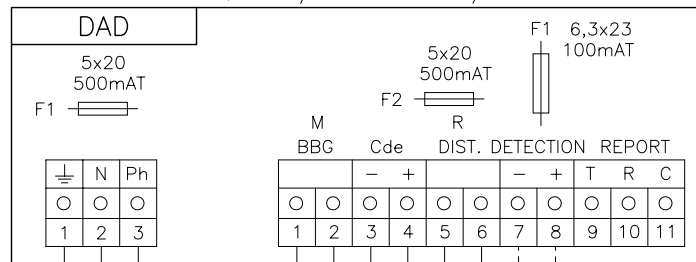 DAD
F1 6,3x23
100mAT
5x20
500mAT
F1
5x20
500mAT
F2
M R
BBG Cde DIST. DETECTION REPORT
N Ph - + - + T R C
1 2 3 1 2 3 4 5 6 7 8 9 10 11